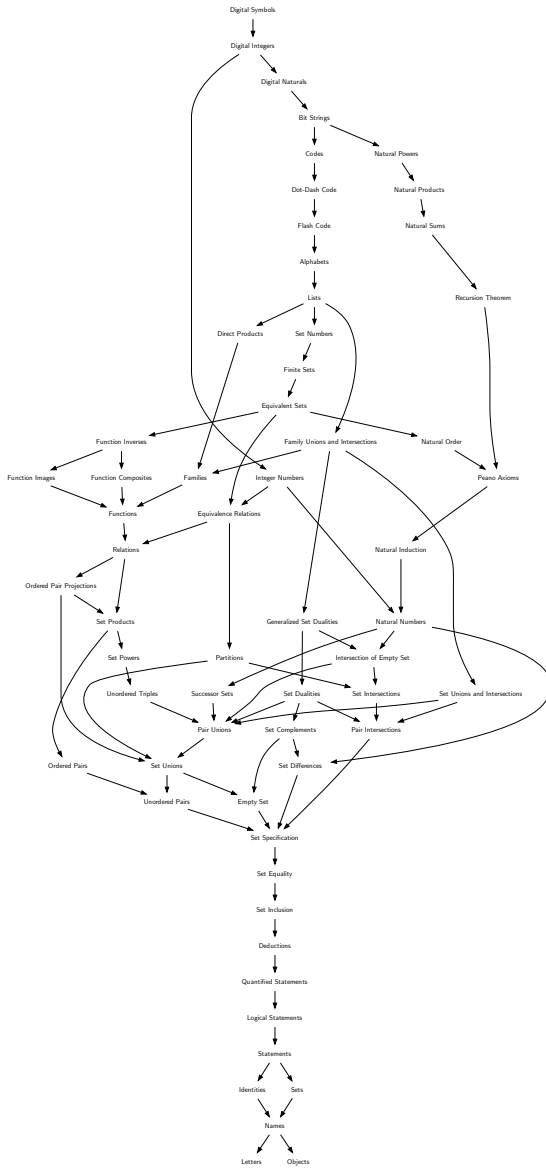 Digital Symbols
Digital Integers
Digital Naturals
Bit Strings
Codes
Natural Powers
Dot-Dash Code
Natural Products
Flash Code
Natural Sums
Alphabets
Lists
Recursion Theorem
Direct Products
Set Numbers
Finite Sets
Equivalent Sets
Function Inverses
Family Unions and Intersections
Natural Order
Function Images
Function Composites
Families
Integer Numbers
Peano Axioms
Functions
Equivalence Relations
Relations
Natural Induction
Ordered Pair Projections
Set Products
Generalized Set Dualities
Natural Numbers
Set Powers
Partitions
Intersection of Empty Set
Unordered Triples
Successor Sets
Set Dualities
Set Intersections
Set Unions and Intersections
Pair Unions
Set Complements
Pair Intersections
Ordered Pairs
Set Unions
Set Differences
Unordered Pairs
Empty Set
Set Specification
Set Equality
Set Inclusion
Deductions
Quantified Statements
Logical Statements
Statements
Identities
Sets
Names
Letters
Objects